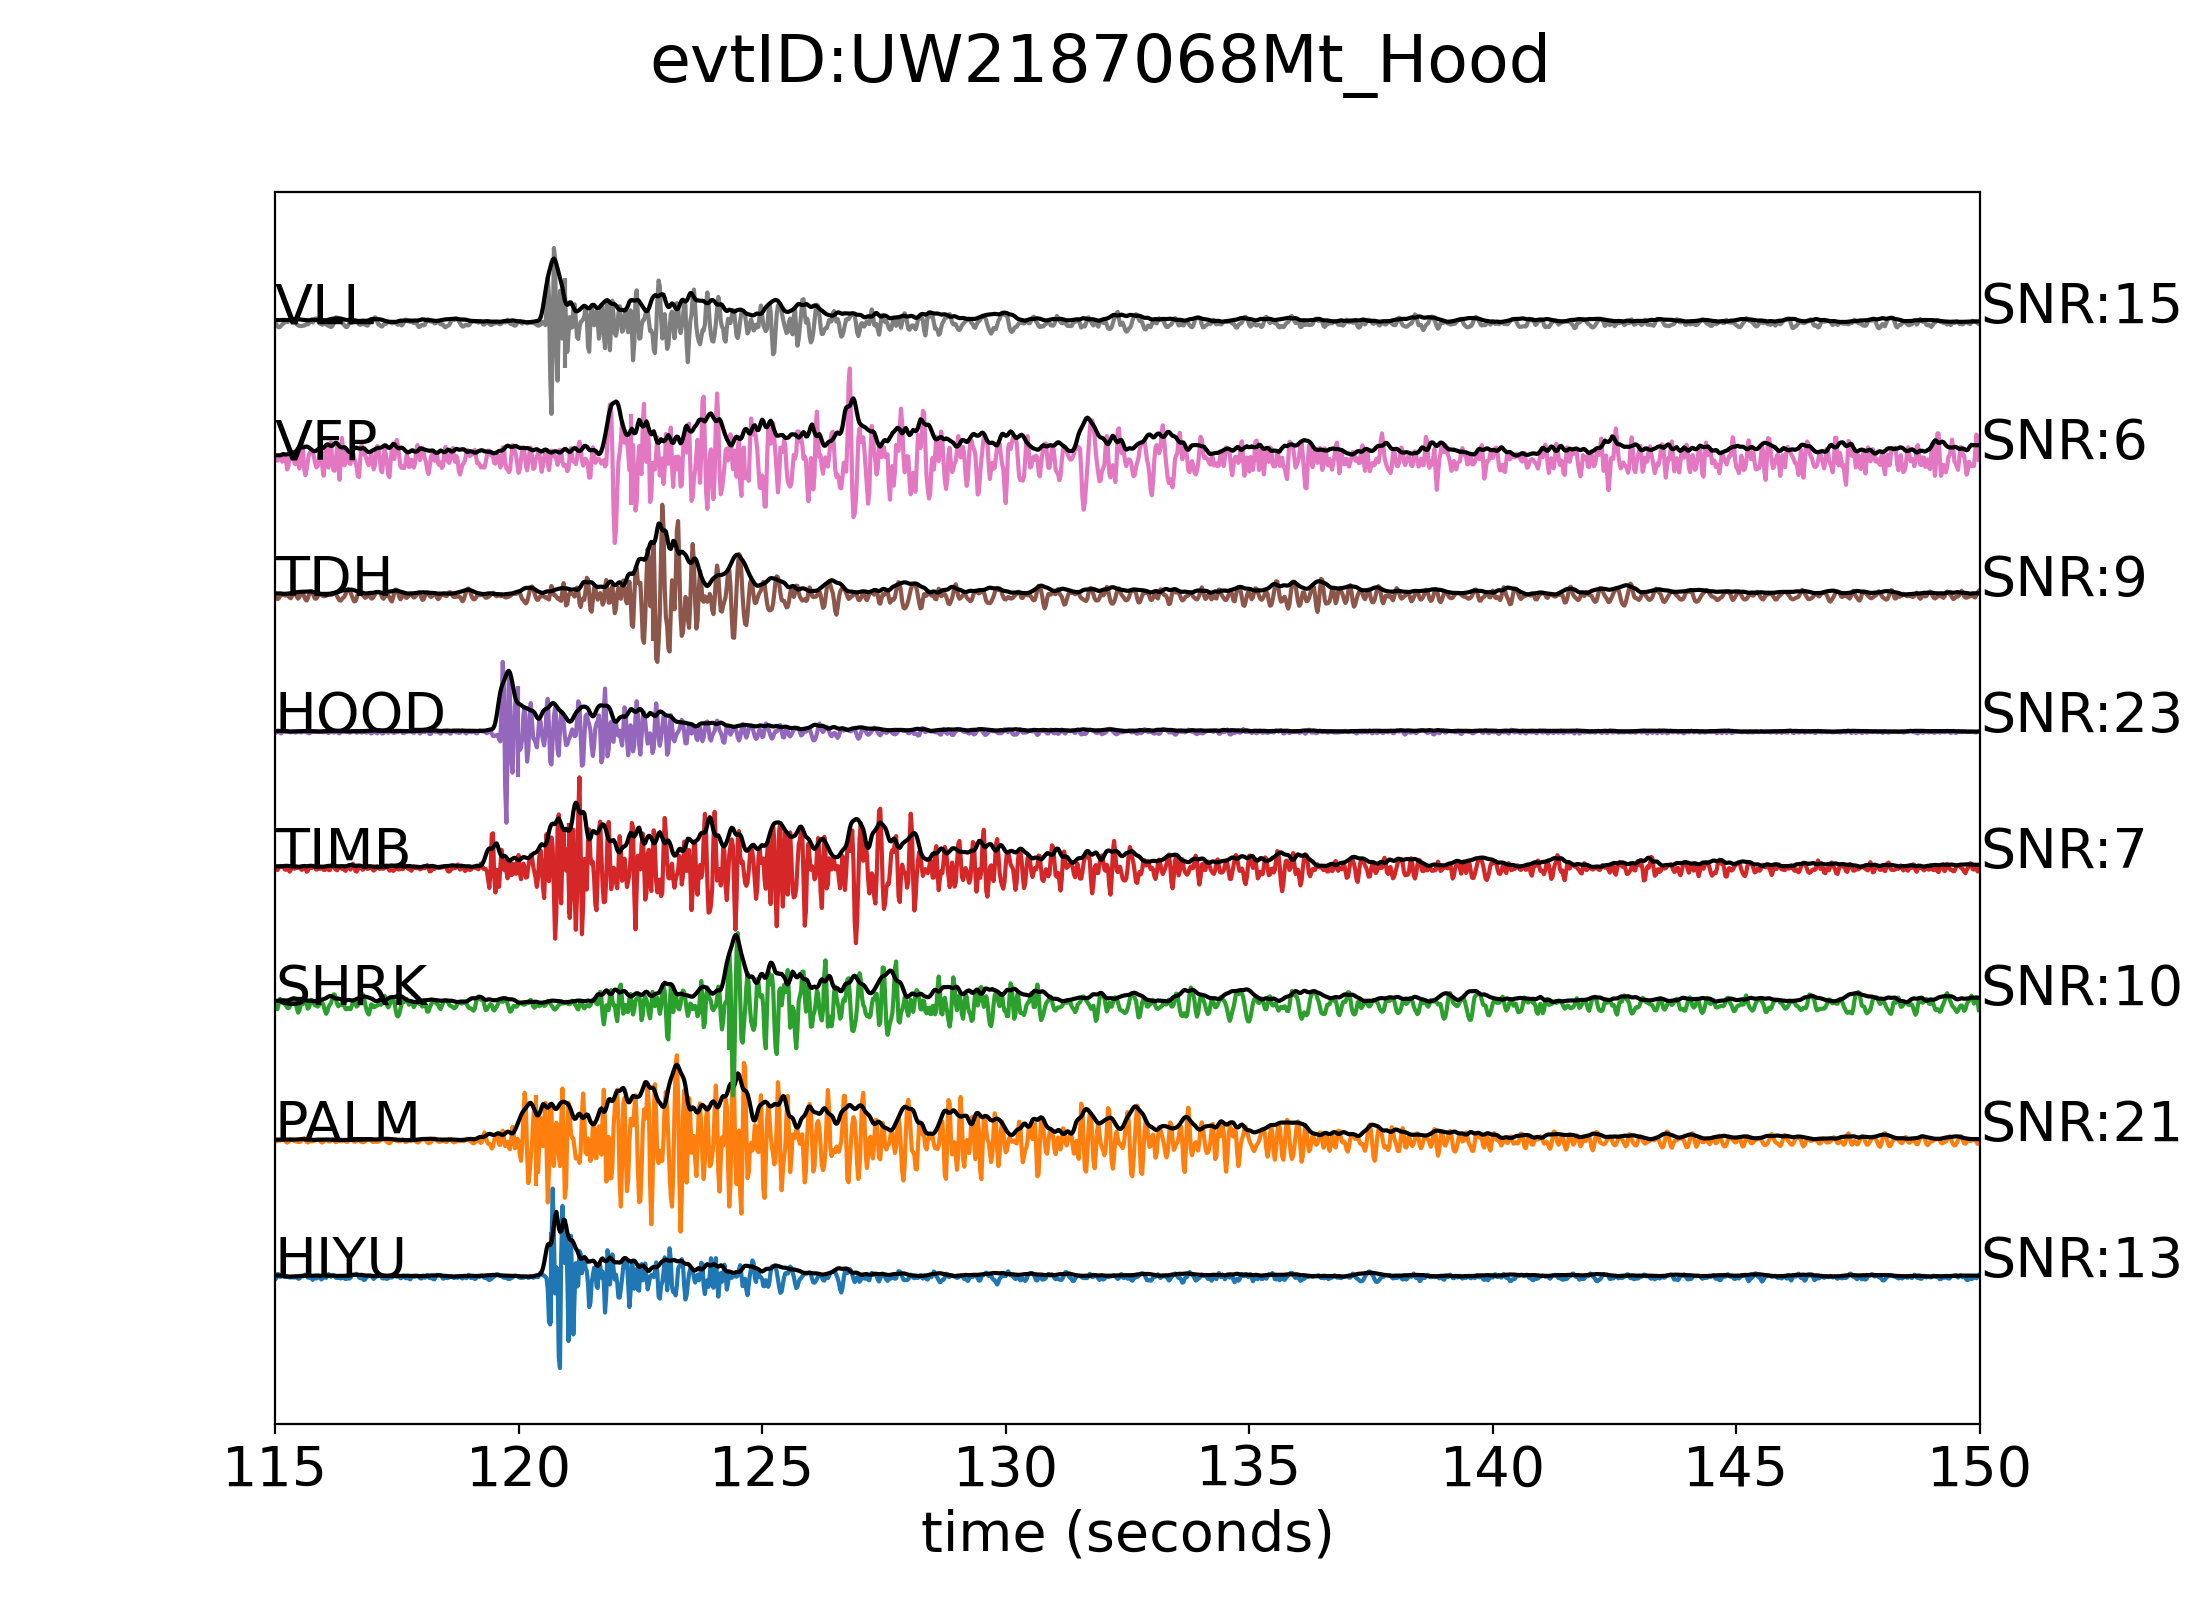 evtID:UW2187068Mt_Hood
VLL SNR:15
VFP SNR:6
TDH SNR:9
HOOD SNR:23
TIMB SNR:7
SHRK SNR:10
PALM SNR:21
HIYU SNR:13
115 120 125 130 135 140 145 150
time (seconds)